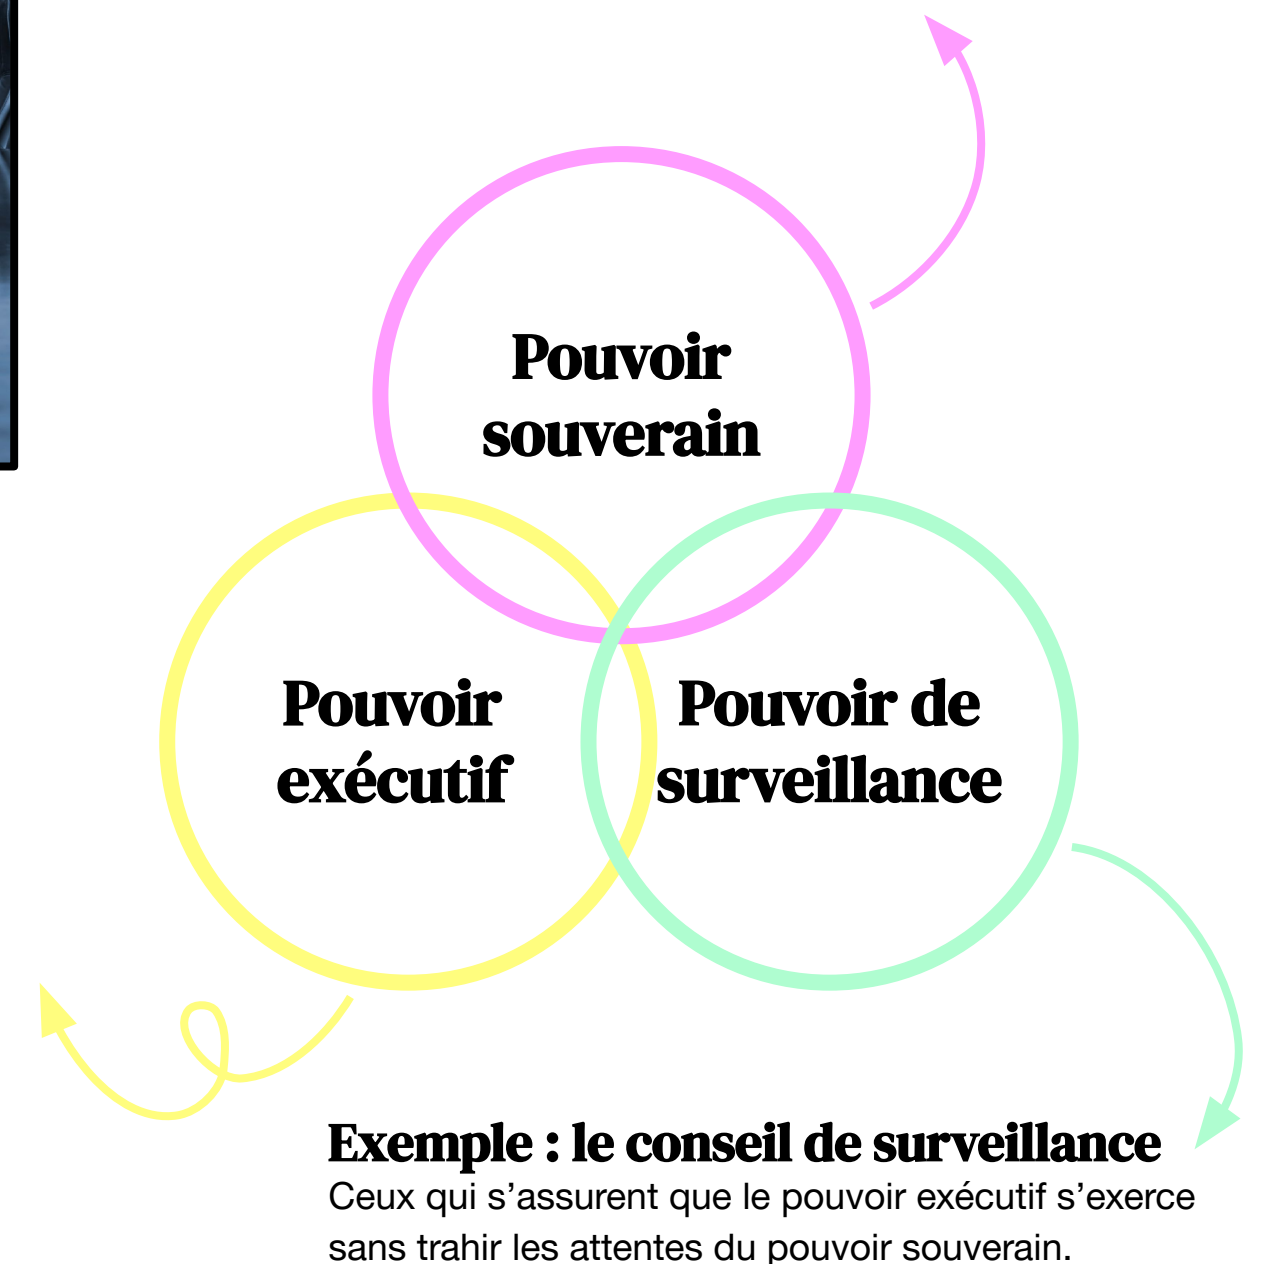 Pouvoir
souverain
Pouvoir
exécutif
Pouvoir de
surveillance
Exemple : le conseil de surveillance
Ceux qui s’assurent que le pouvoir exécutif s’exerce
sans trahir les attentes du pouvoir souverain.